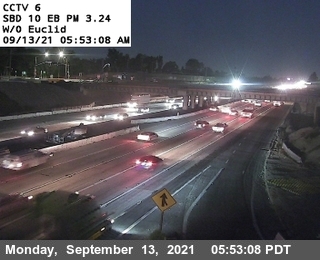 CCTV 6
SBD 10 EB PM 3.24
W/O Euclid
09/13/21 05:53:08 AM
Monday, September 13, 2021 05:53:08 PDT